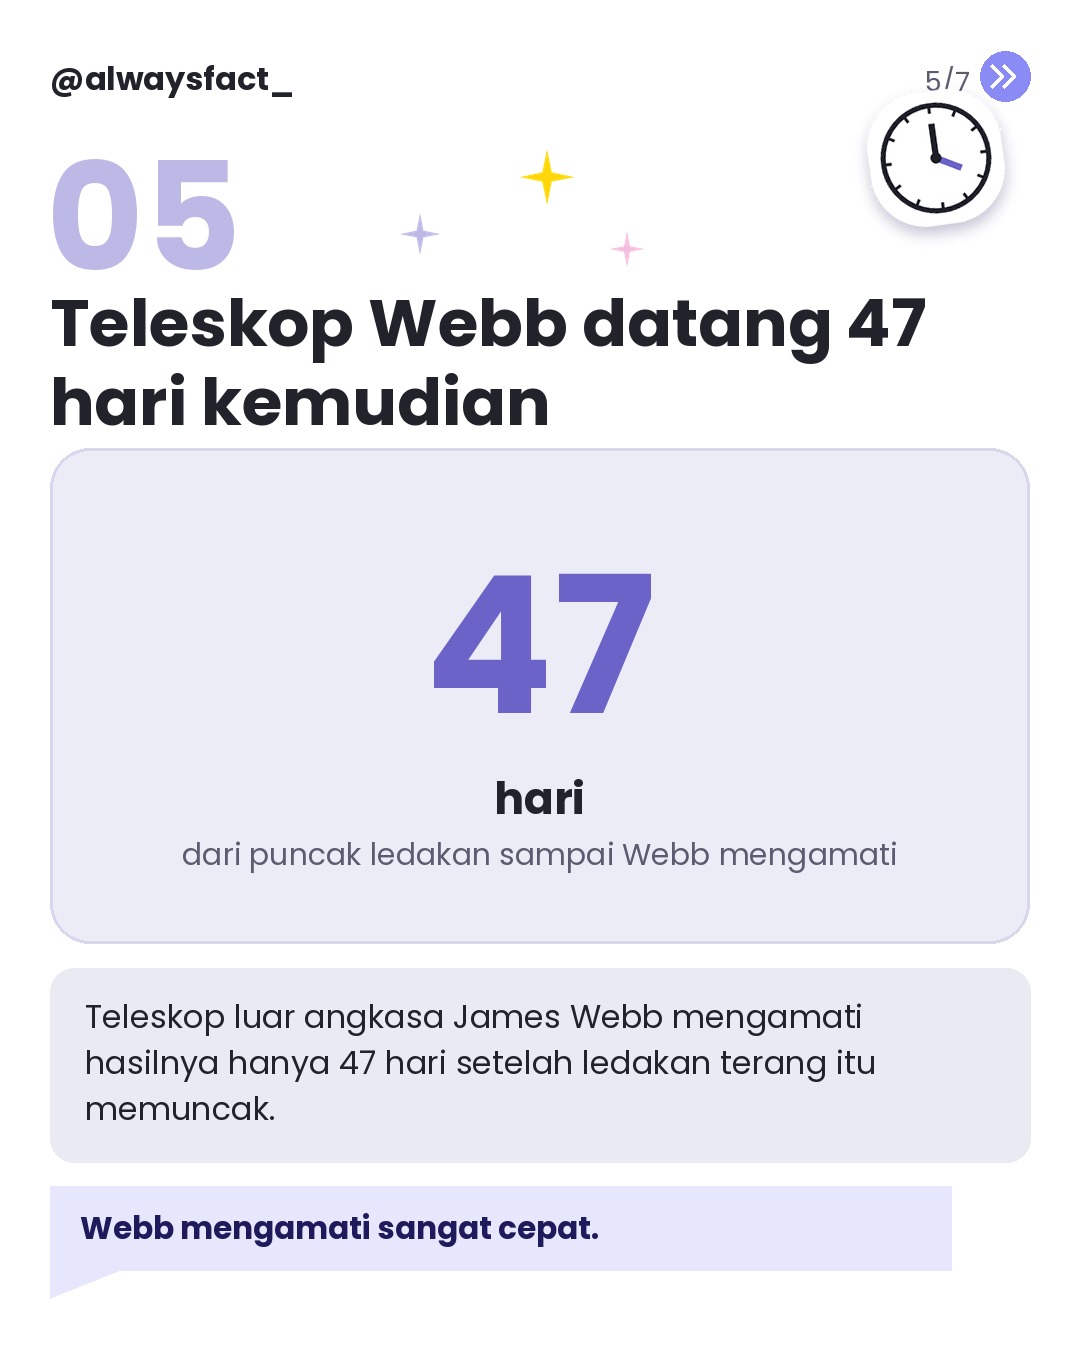 @alwaysfact_
5/7
05
Teleskop Webb datang 47
hari kemudian
47
hari
dari puncak ledakan sampai Webb mengamati
Teleskop luar angkasa James Webb mengamati
hasilnya hanya 47 hari setelah ledakan terang itu
memuncak.
Webb mengamati sangat cepat.